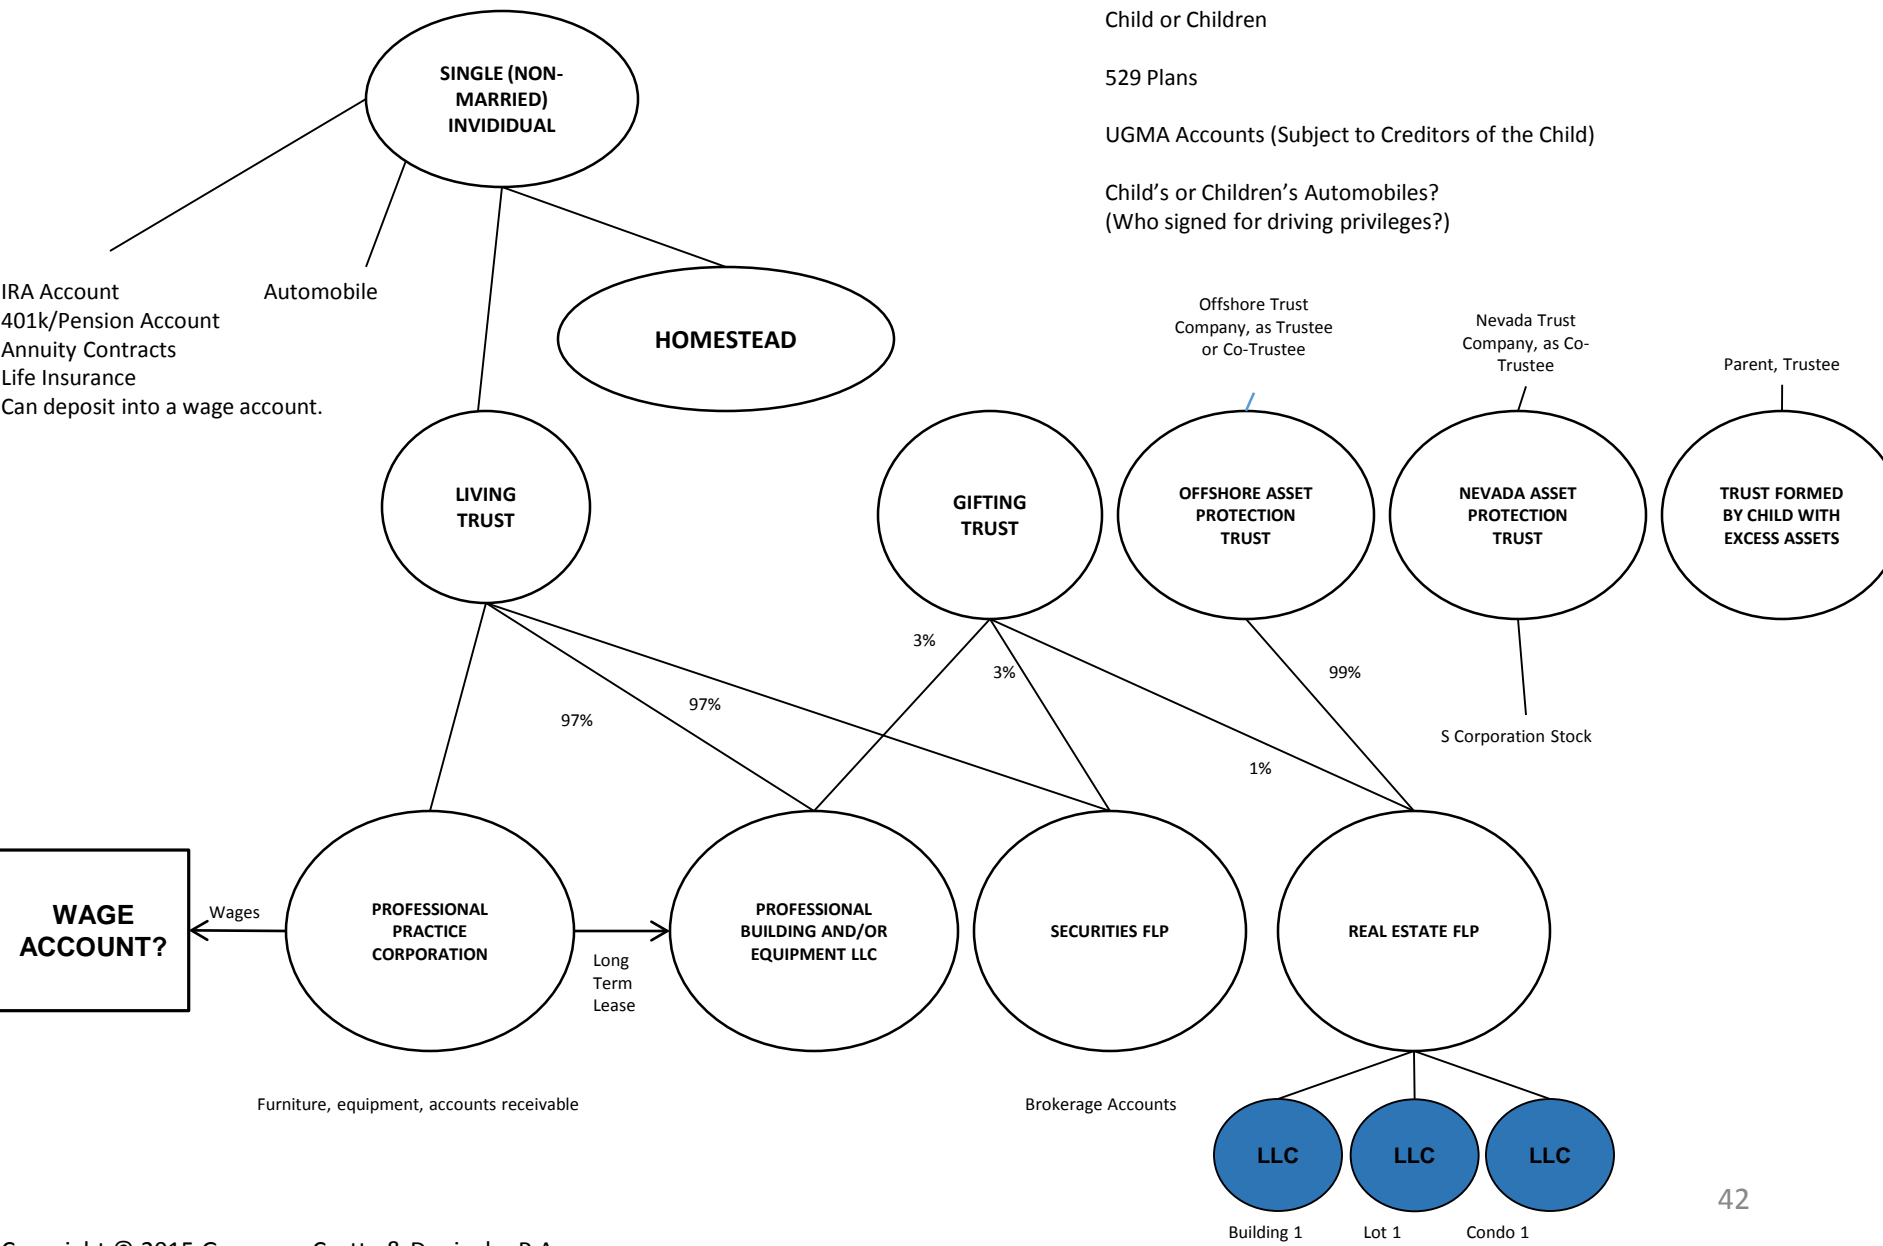 Child or Children
529 Plans
UGMA Accounts (Subject to Creditors of the Child)
Child's or Children's Automobiles?
(Who signed for driving privileges?)
SINGLE (NON-
MARRIED)
INVIDIDUAL
IRA Account
401k/Pension Account
Annuity Contracts
Life Insurance
Can deposit into a wage account.
Automobile
HOMESTEAD
Offshore Trust
Company, as Trustee
or Co-Trustee
Nevada Trust
Company, as Co-
Trustee
Parent, Trustee
LIVING
TRUST
GIFTING
TRUST
OFFSHORE ASSET
PROTECTION
TRUST
NEVADA ASSET
PROTECTION
TRUST
TRUST FORMED
BY CHILD WITH
EXCESS ASSETS
3%
3%
99%
97%
97%
S Corporation Stock
1%
WAGE
ACCOUNT?
Wages
PROFESSIONAL
PRACTICE
CORPORATION
Long
Term
Lease
PROFESSIONAL
BUILDING AND/OR
EQUIPMENT LLC
SECURITIES FLP
REAL ESTATE FLP
Furniture, equipment, accounts receivable
Brokerage Accounts
LLC
LLC
LLC
Building 1
Lot 1
Condo 1
42
Copyright © 2015